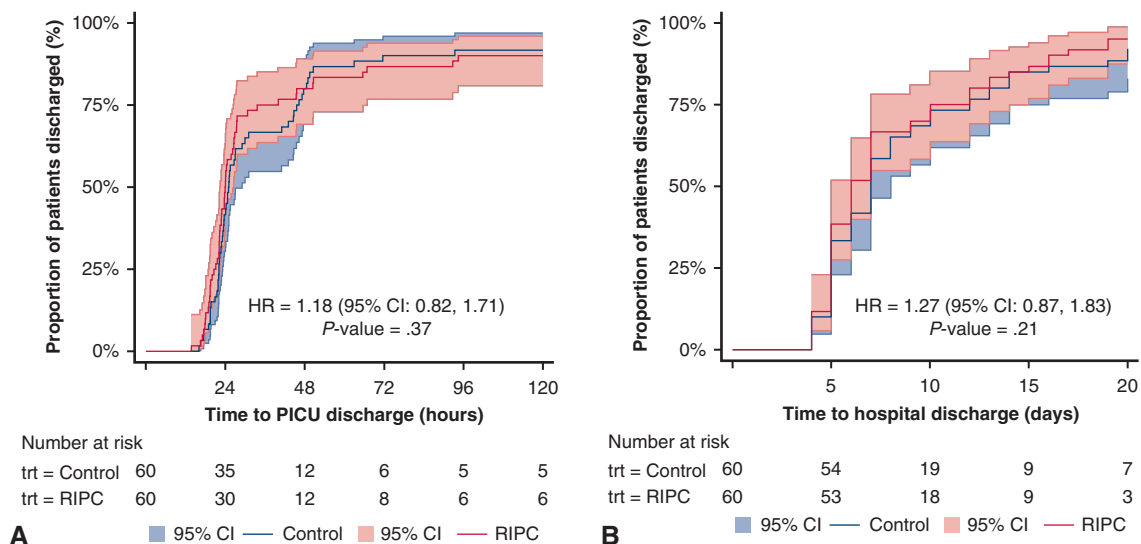 100%
75%
50%
25%
0%
Proportion of patients discharged (%)
HR = 1.18 (95% CI: 0.82, 1.71)
P-value = .37
24 48 72 96 120
Time to PICU discharge (hours)
Number at risk
trt = Control 60 35 12 6 5 5
trt = RIPC 60 30 12 8 6 6
A 95% CI Control 95% CI RIPC
100%
75%
50%
25%
0%
Proportion of patients discharged (%)
HR = 1.27 (95% CI: 0.87, 1.83)
P-value = .21
5 10 15 20
Time to hospital discharge (days)
Number at risk
trt = Control 60 54 19 9 7
trt = RIPC 60 53 18 9 3
B 95% CI Control 95% CI RIPC